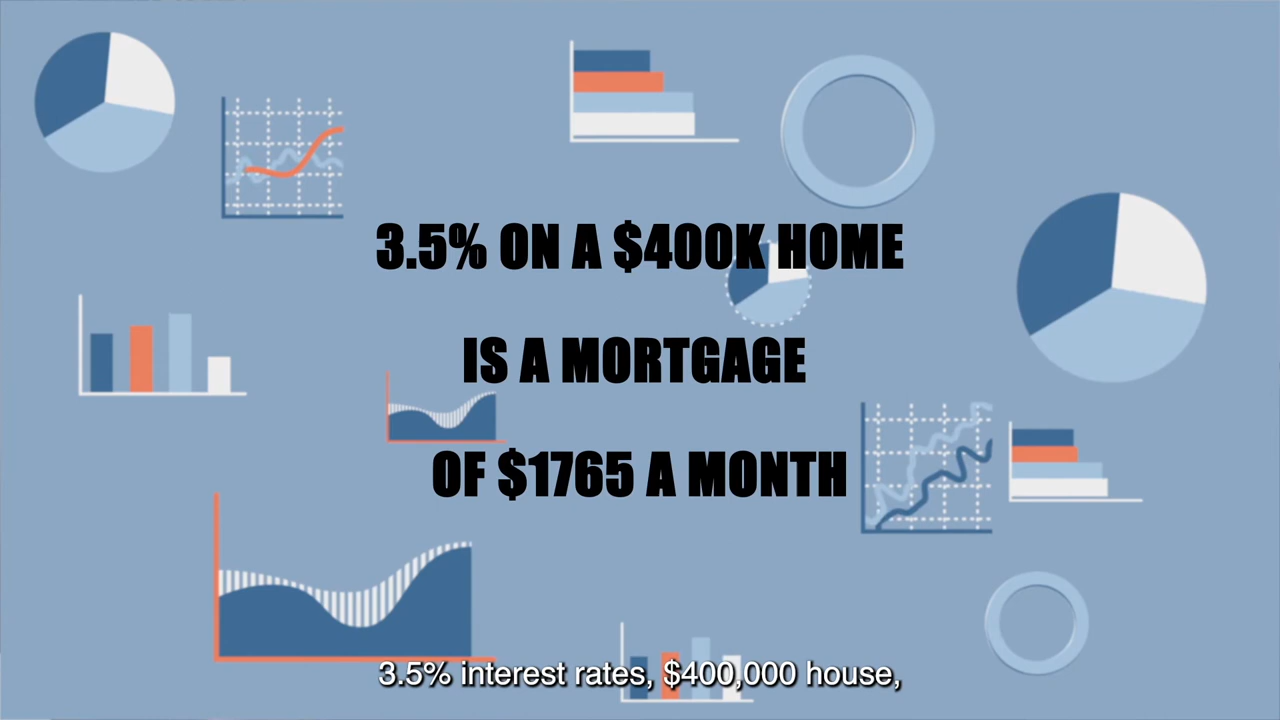 3.5% ON A $400K HOME
IS A MORTGAGE
OF $1765 A MONTH
3.5% interest rates, $400,000 house,